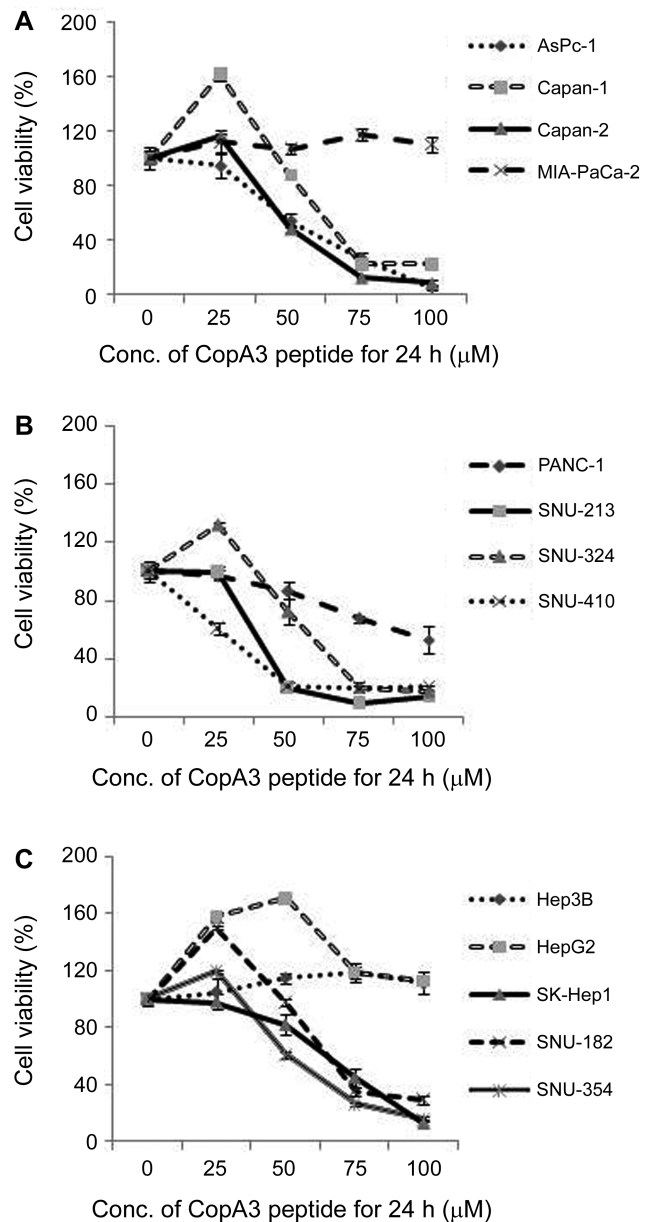 A
Cell viability (%)
200
160
120
80
40
0
0 25 50 75 100
Conc. of CopA3 peptide for 24 h (μM)
AsPc-1
Capan-1
Capan-2
MIA-PaCa-2
B
Cell viability (%)
200
160
120
80
40
0
0 25 50 75 100
Conc. of CopA3 peptide for 24 h (μM)
PANC-1
SNU-213
SNU-324
SNU-410
C
Cell viability (%)
200
160
120
80
40
0
0 25 50 75 100
Conc. of CopA3 peptide for 24 h (μM)
Hep3B
HepG2
SK-Hep1
SNU-182
SNU-354